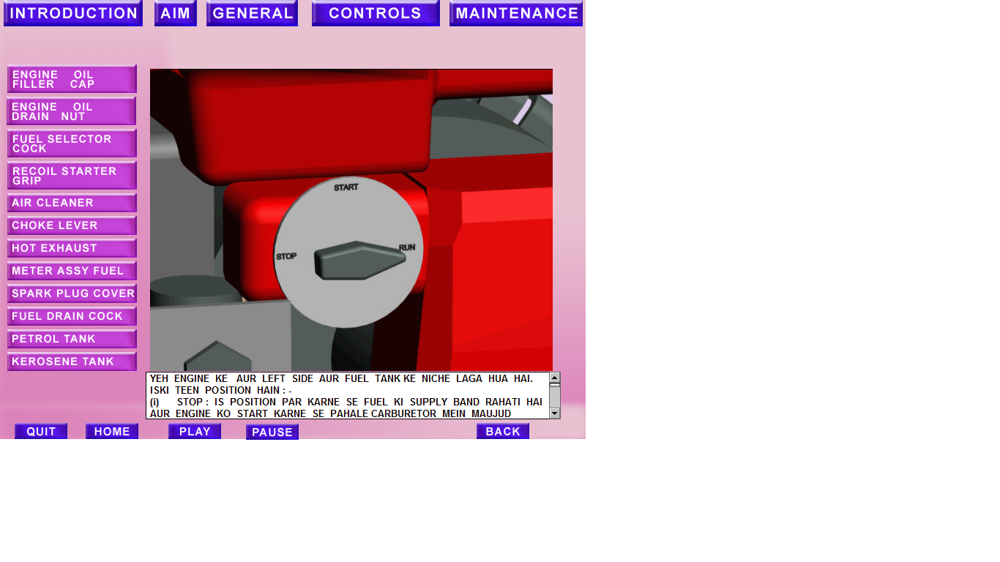 INTRODUCTION AIM GENERAL CONTROLS MAINTENANCE
ENGINE OIL
FILLER CAP
ENGINE OIL
DRAIN NUT
FUEL SELECTOR
COCK
RECOIL STARTER
GRIP
AIR CLEANER
CHOKE LEVER
HOT EXHAUST
METER ASSY FUEL
SPARK PLUG COVER
FUEL DRAIN COCK
PETROL TANK
KEROSENE TANK
START
RUN
STOP
YEH ENGINE KE AUR LEFT SIDE AUR FUEL TANK KE NICHE LAGA HUA HAI.
ISKI TEEN POSITION HAIN : -
(i) STOP : IS POSITION PAR KARNE SE FUEL KI SUPPLY BAND RAHATI HAI
AUR ENGINE KO START KARNE SE PAHALE CARBURETOR MEIN MAUJUD
QUIT HOME PLAY PAUSE BACK